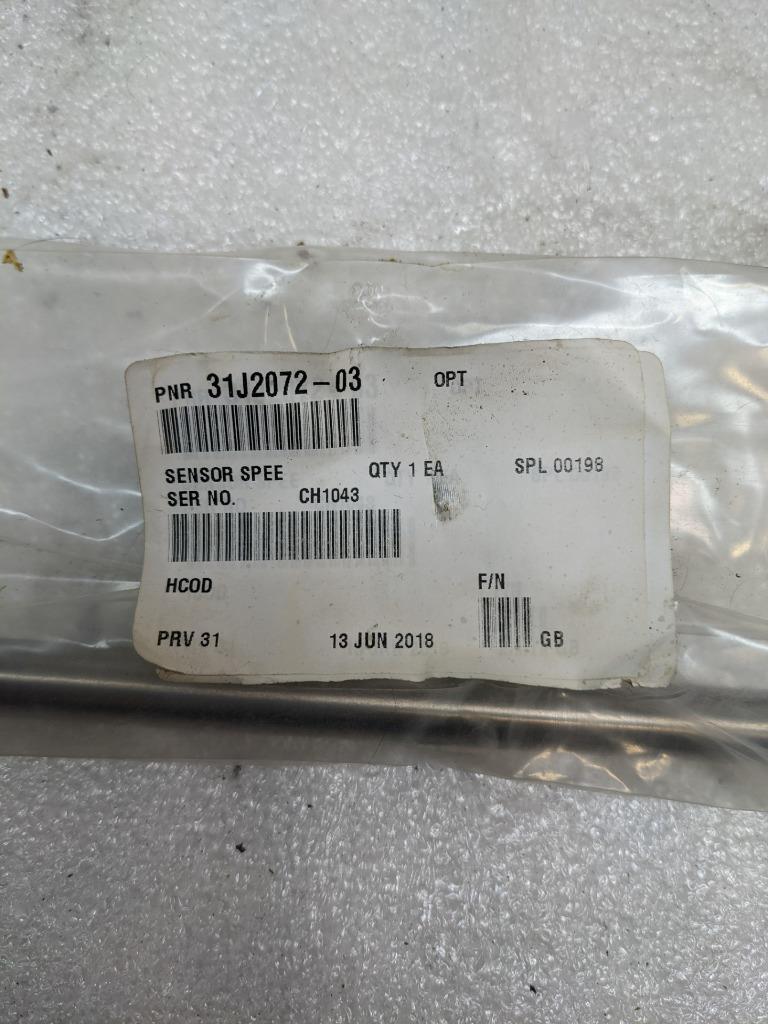 PNR 31J2072-03 OPT
SENSOR SPEE QTY 1 EA SPL 00198
SER NO. CH1043
HCOD F/N
PRV 31 13 JUN 2018 GB